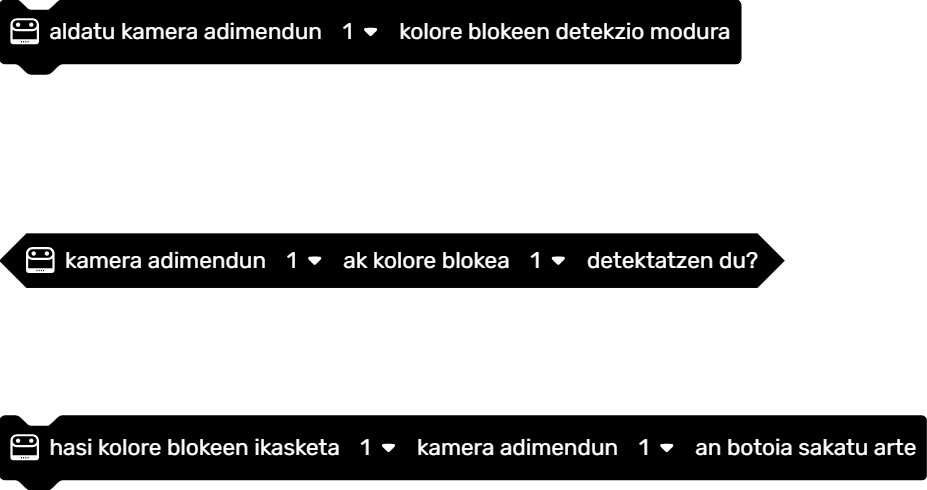 aldatu kamera adimendun 1 kolore blokeen detekzio modura
kamera adimendun 1 ak kolore blokea 1 detektatzen du?
hasi kolore blokeen ikasketa 1 kamera adimendun 1 an botoia sakatu arte